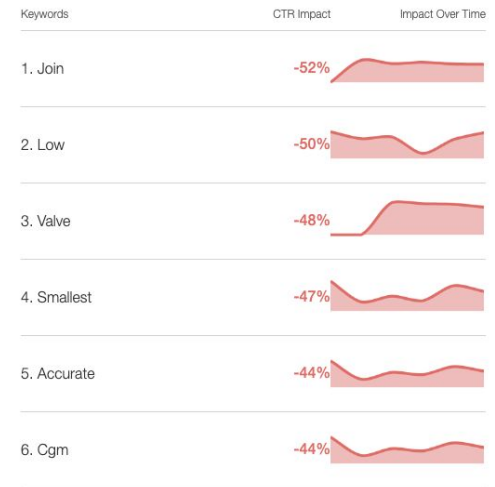 Keywords CTR Impact Impact Over Time
1. Join -52%
2. Low -50%
3. Valve -48%
4. Smallest -47%
5. Accurate -44%
6. Cgm -44%